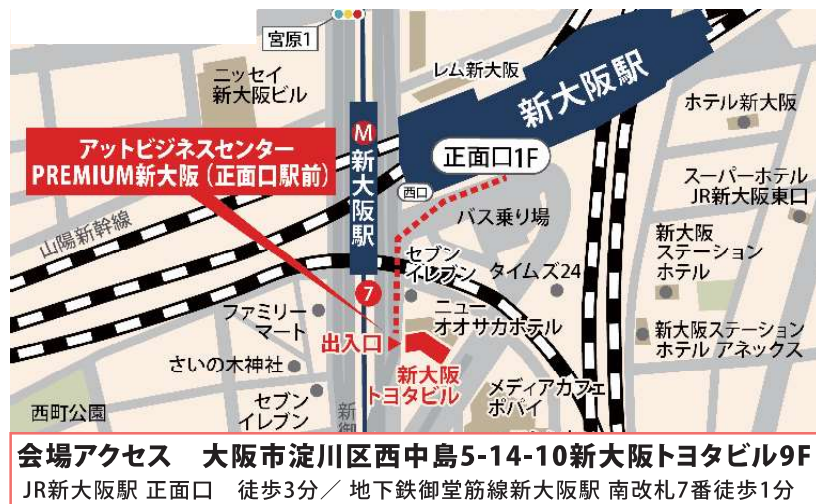 宮原1
ニッセイ
新大阪ビル
レム新大阪
新大阪駅
ホテル新大阪
アットビジネスセンター
PREMIUM新大阪（正面口駅前）
M
新大阪駅
正面口1F
西口
スーパーホテル
JR新大阪東口
山陽新幹線
バス乗り場
新大阪
ステーション
ホテル
セブン
イレブン
タイムズ24
7
ファミリー
マート
ニュー
オオサカホテル
新大阪ステーション
ホテル アネックス
出入口
さいの木神社
新大阪
トヨタビル
メディアカフェ
ポパイ
西町公園
セブン
イレブン
新御
会場アクセス　大阪市淀川区西中島5-14-10新大阪トヨタビル9F
JR新大阪駅 正面口　徒歩3分／ 地下鉄御堂筋線新大阪駅 南改札7番徒歩1分